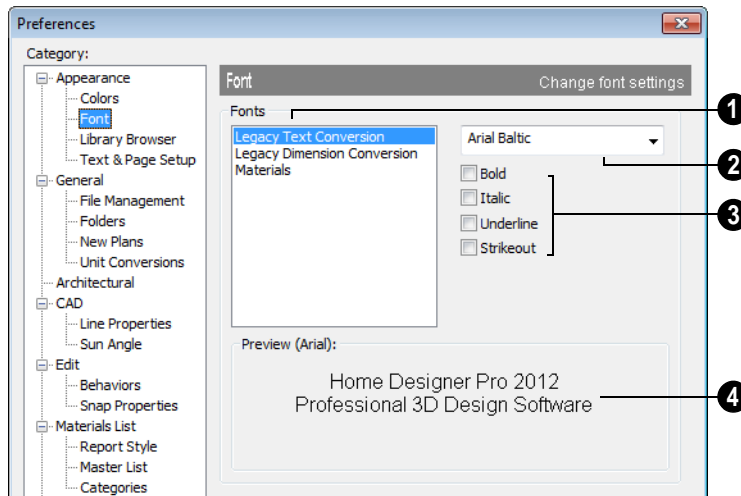 Preferences
Category:
Appearance
Colors
Font
Library Browser
Text & Page Setup
General
File Management
Folders
New Plans
Unit Conversions
Architectural
CAD
Line Properties
Sun Angle
Edit
Behaviors
Snap Properties
Materials List
Report Style
Master List
Categories
Font
Change font settings
Fonts
Legacy Text Conversion
Legacy Dimension Conversion
Materials
Arial Baltic
Bold
Italic
Underline
Strikeout
Preview (Arial):
Home Designer Pro 2012
Professional 3D Design Software
1
2
3
4